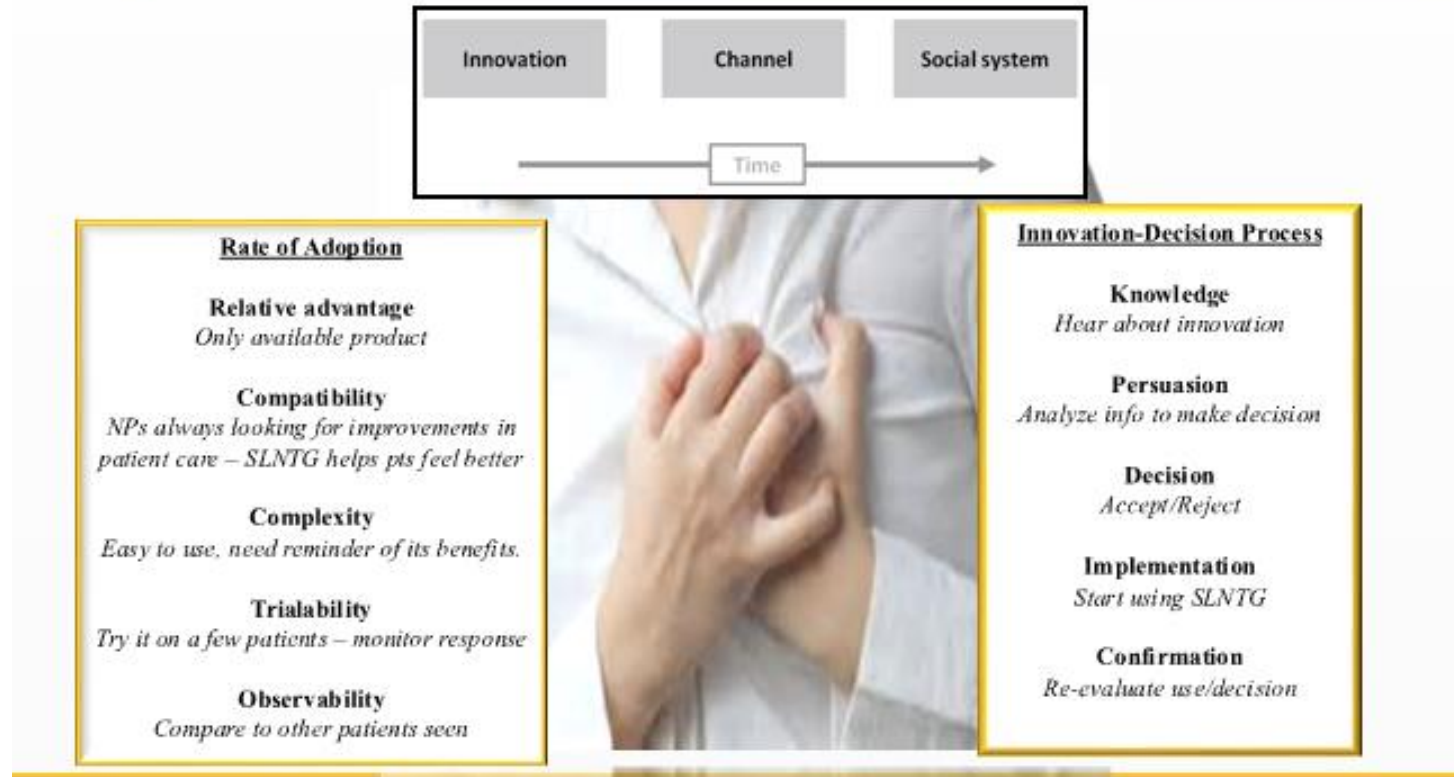 Innovation
Channel
Social system
Time
Rate of Adoption
Relative advantage
Only available product
Compatibility
NPs always looking for improvements in
patient care – SLNTG helps pts feel better
Complexity
Easy to use, need reminder of its benefits.
Trialability
Try it on a few patients – monitor response
Observability
Compare to other patients seen
Innovation-Decision Process
Knowledge
Hear about innovation
Persuasion
Analyze info to make decision
Decision
Accept/Reject
Implementation
Start using SLNTG
Confirmation
Re-evaluate use/decision